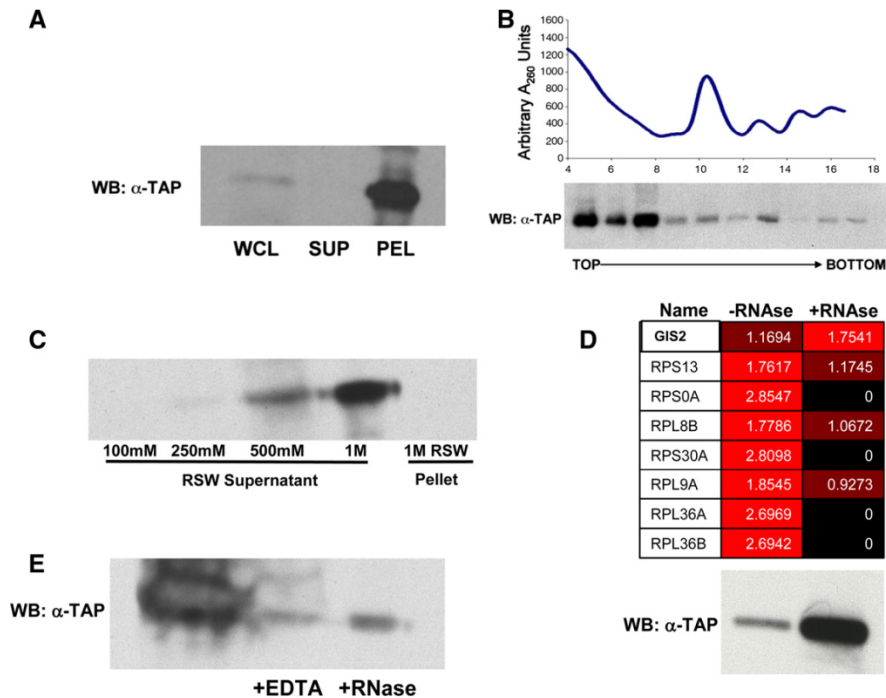 A
WB: α-TAP
WCL SUP PEL
B
Arbitrary A260 Units
1600
1400
1200
1000
800
600
400
200
0
4 6 8 10 12 14 16 18
WB: α-TAP
TOP BOTTOM
C
100mM 250mM 500mM 1M 1M RSW
RSW Supernatant Pellet
D
Name -RNAse +RNAse
GIS2 1.1694 1.7541
RPS13 1.7617 1.1745
RPS0A 2.8547 0
RPL8B 1.7786 1.0672
RPS30A 2.8098 0
RPL9A 1.8545 0.9273
RPL36A 2.6969 0
RPL36B 2.6942 0
WB: α-TAP
E
WB: α-TAP
+EDTA +RNase